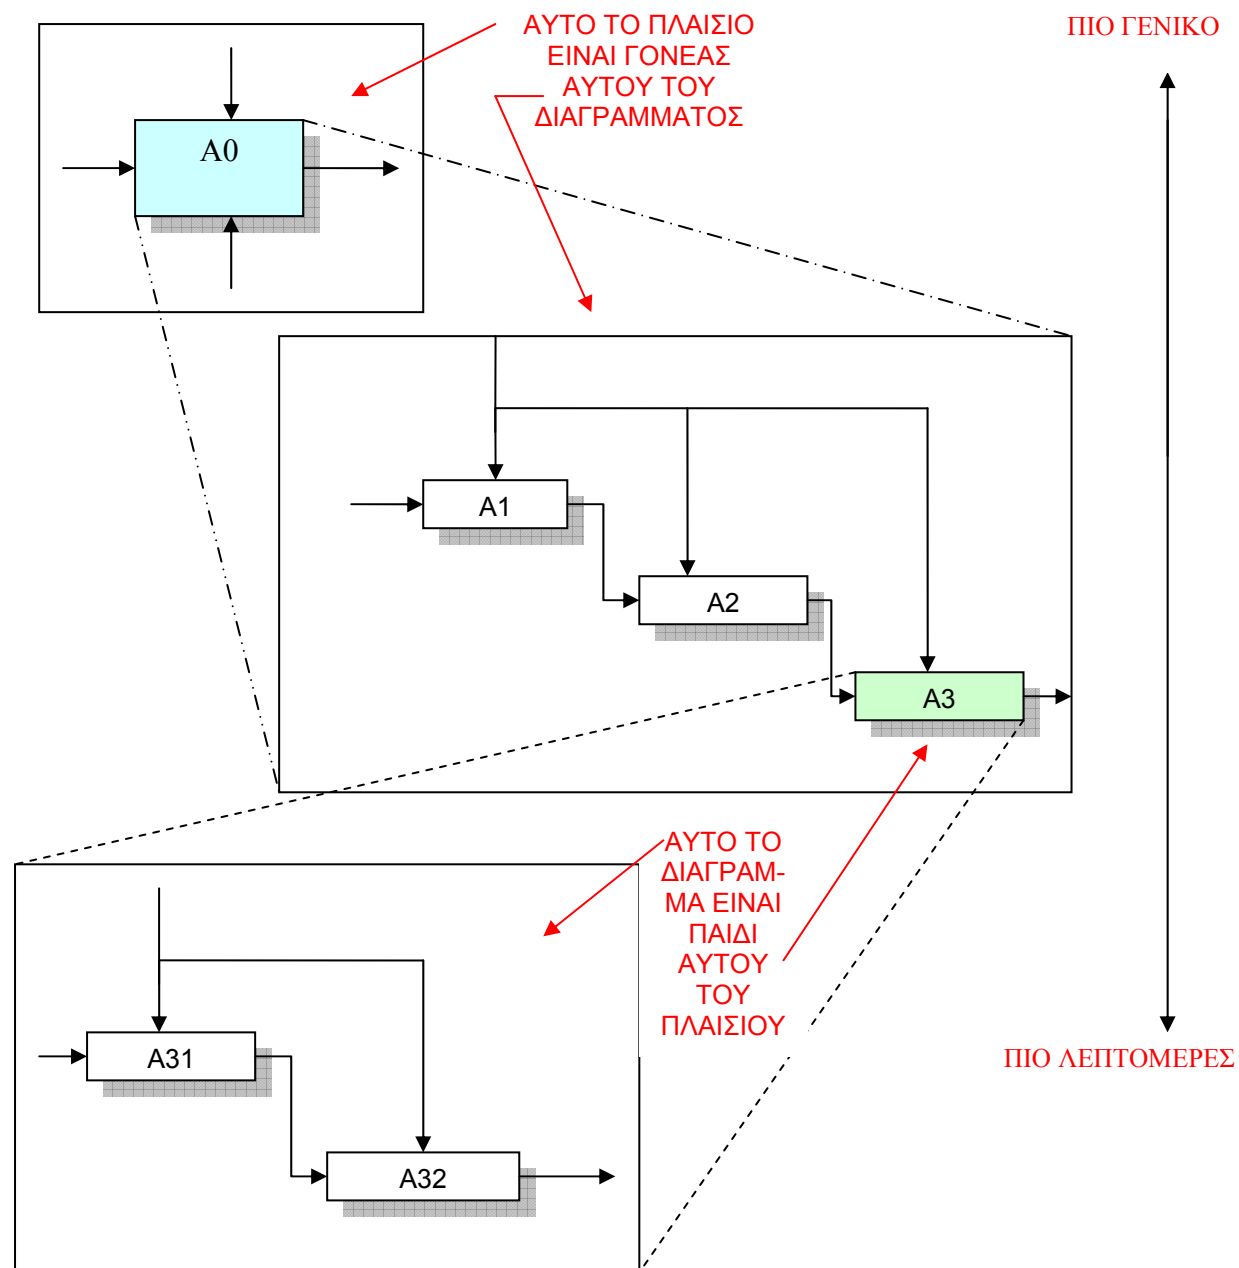 ΑΥΤΟ ΤΟ ΠΛΑΙΣΙΟ
ΕΙΝΑΙ ΓΟΝΕΑΣ
ΑΥΤΟΥ ΤΟΥ
ΔΙΑΓΡΑΜΜΑΤΟΣ
ΠΙΟ ΓΕΝΙΚΟ
A0
A1
A2
A3
ΑΥΤΟ ΤΟ
ΔΙΑΓΡΑΜ-
ΜΑ ΕΙΝΑΙ
ΠΑΙΔΙ
ΑΥΤΟΥ
ΤΟΥ
ΠΛΑΙΣΙΟΥ
ΠΙΟ ΛΕΠΤΟΜΕΡΕΣ
A31
A32